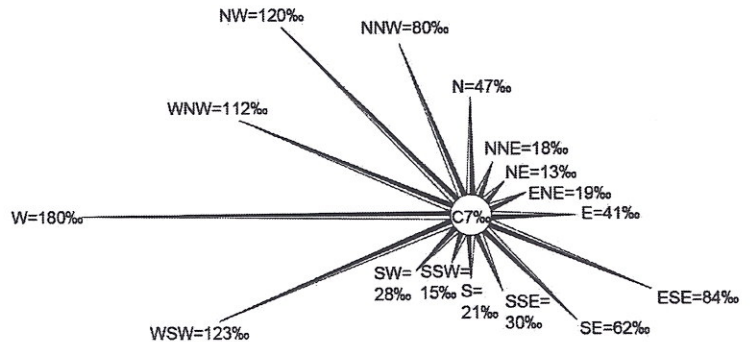 NW=120‰
NNW=80‰
N=47‰
WNW=112‰
NNE=18‰
NE=13‰
ENE=19‰
W=180‰
C7‰
E=41‰
SW=
28‰
SSW=
15‰
S=
21‰
SSE=
30‰
ESE=84‰
WSW=123‰
SE=62‰